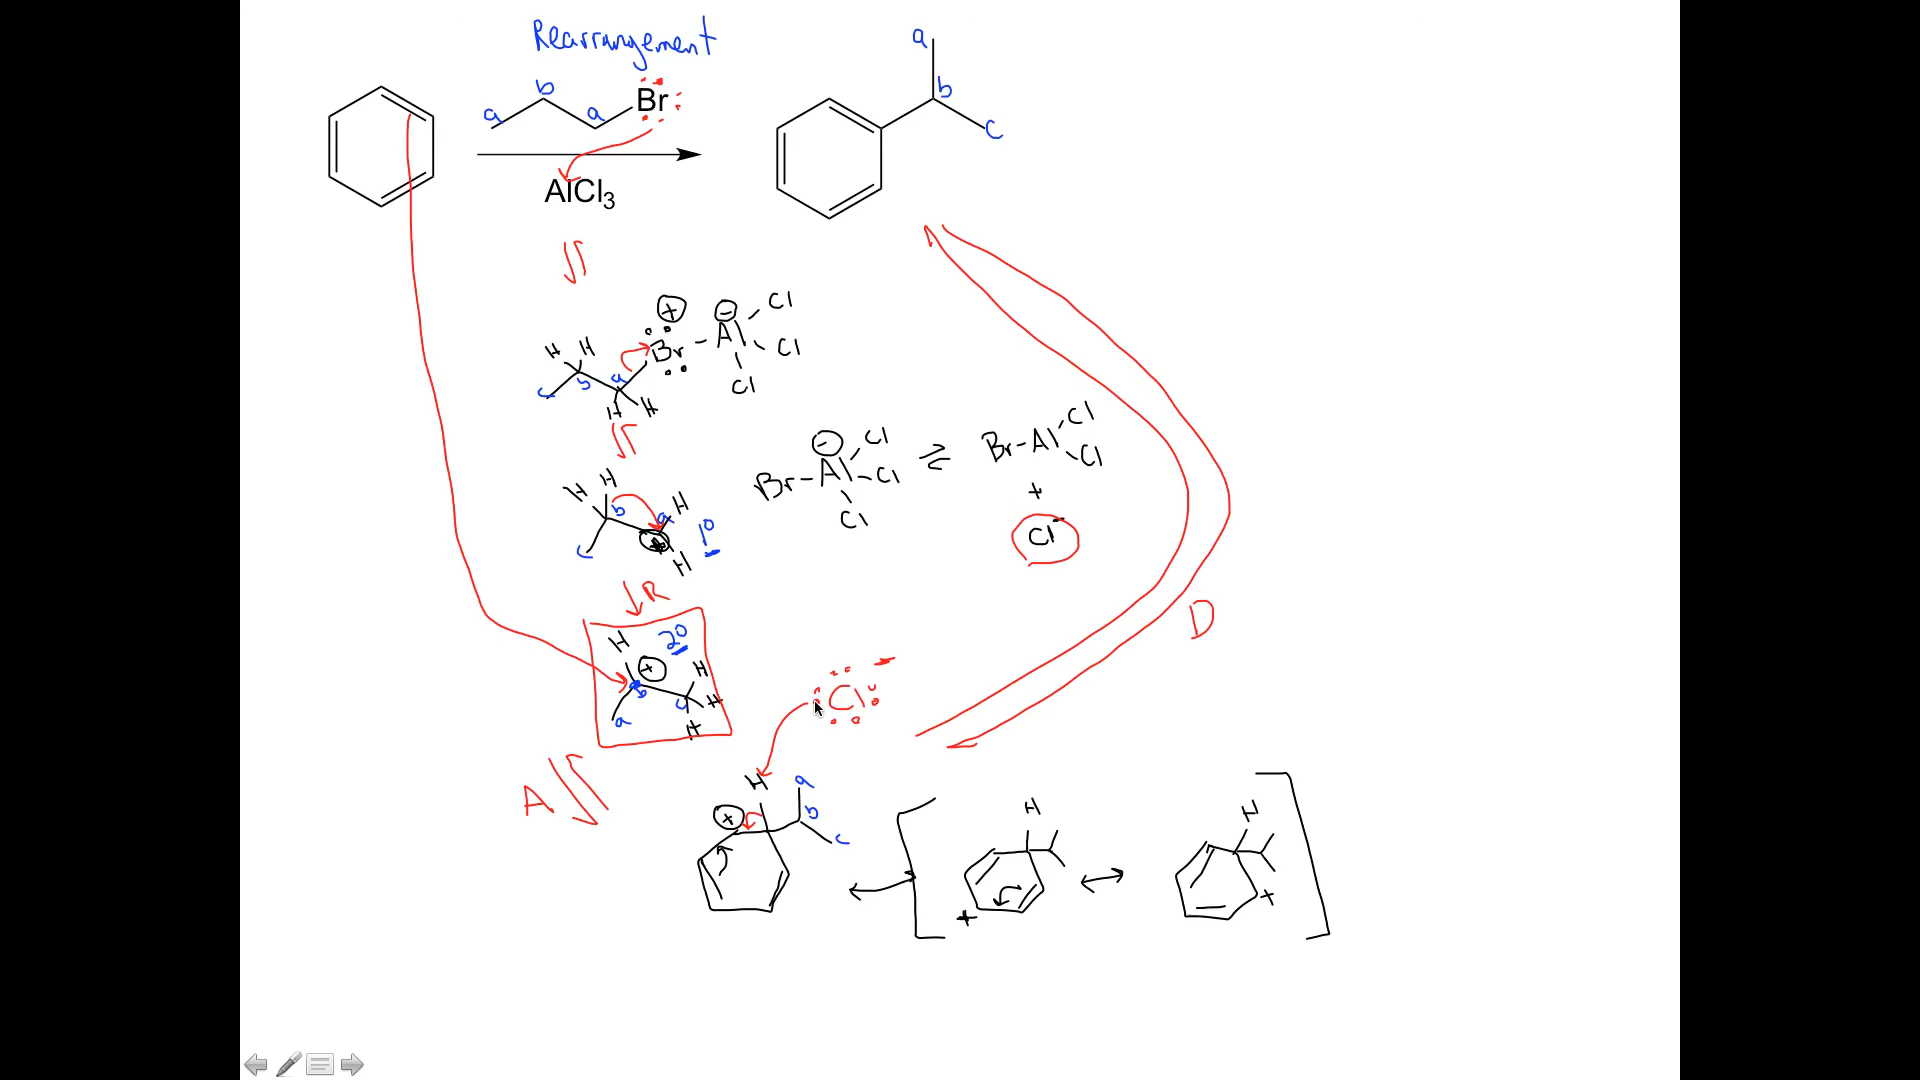 Rearrangement
a b a Br
AlCl3
a
b
c
H H
c b a Br - Al Cl
Cl
Cl
H H
⊕ ⊖
H H
c b a H
⊕
H
1°
Br - Al Cl
Cl
Cl
⊖
⇌
Br - Al Cl
Cl
+
Cl-
R
H 2°
⊕
b H
a c H
H
Cl -
D
A
H a
⊕ b
c
H
+
H
+